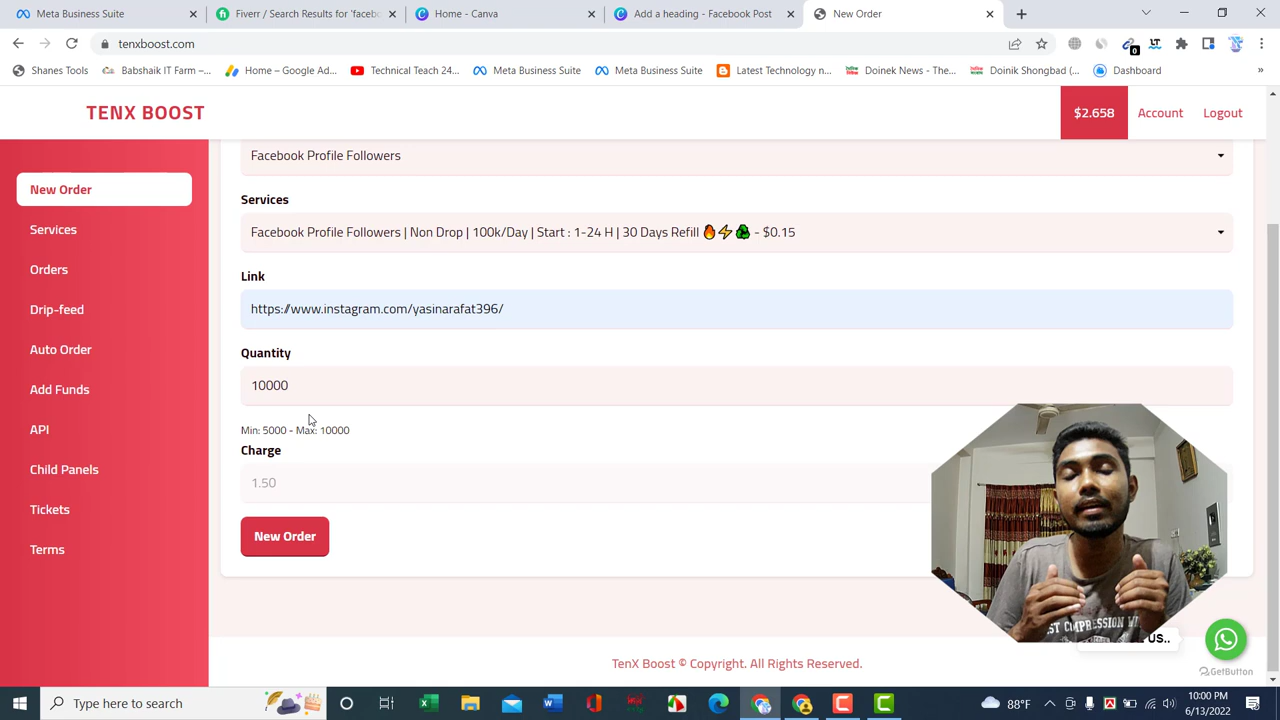 Meta Business Suite
Fiverr / Search Results for 'facebo
Home - Canva
Add a heading - Facebook Post
New Order
tenxboost.com
0
LT
Shanes Tools
Babshaik IT Farm –...
Home – Google Ad...
Technical Teach 24...
Meta Business Suite
Meta Business Suite
Latest Technology n...
Doinek News - The...
Doinik Shongbad (...
Dashboard
»
TENX BOOST
$2.658
Account
Logout
New Order
Services
Orders
Drip-feed
Auto Order
Add Funds
API
Child Panels
Tickets
Terms
Facebook Profile Followers
Services
Facebook Profile Followers | Non Drop | 100k/Day | Start : 1-24 H | 30 Days Refill 🔥⚡♻ - $0.15
Link
https://www.instagram.com/yasinarafat396/
Quantity
10000
Min: 5000 - Max: 10000
Charge
1.50
New Order
US..
GetButton
TenX Boost © Copyright. All Rights Reserved.
Type here to search
88°F
10:00 PM
6/13/2022